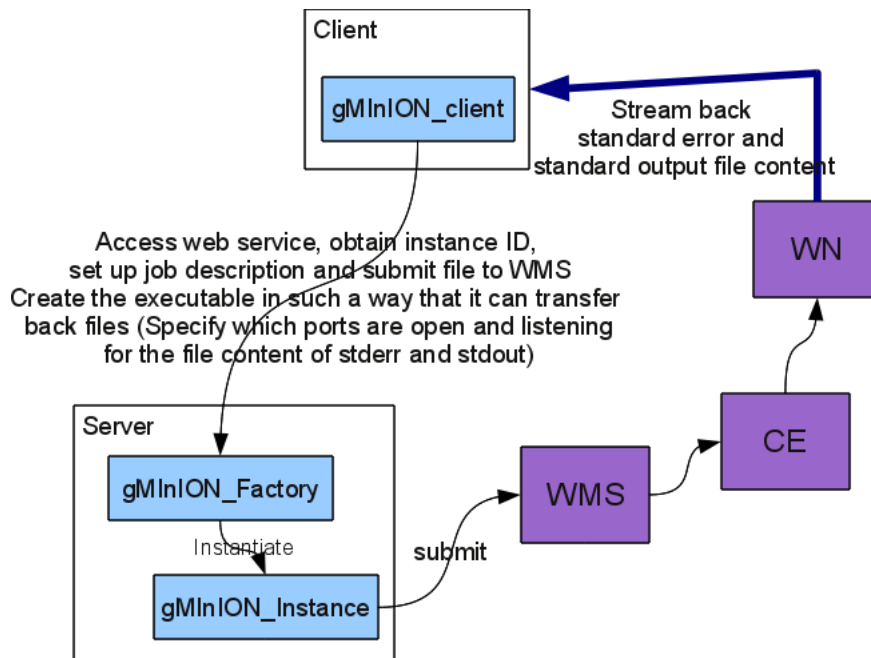 Client
gMInION_client
Stream back
standard error and
standard output file content
WN
Access web service, obtain instance ID,
set up job description and submit file to WMS
Create the executable in such a way that it can transfer
back files (Specify which ports are open and listening
for the file content of stderr and stdout)
CE
Server
gMInION_Factory
WMS
Instantiate
submit
gMInION_Instance